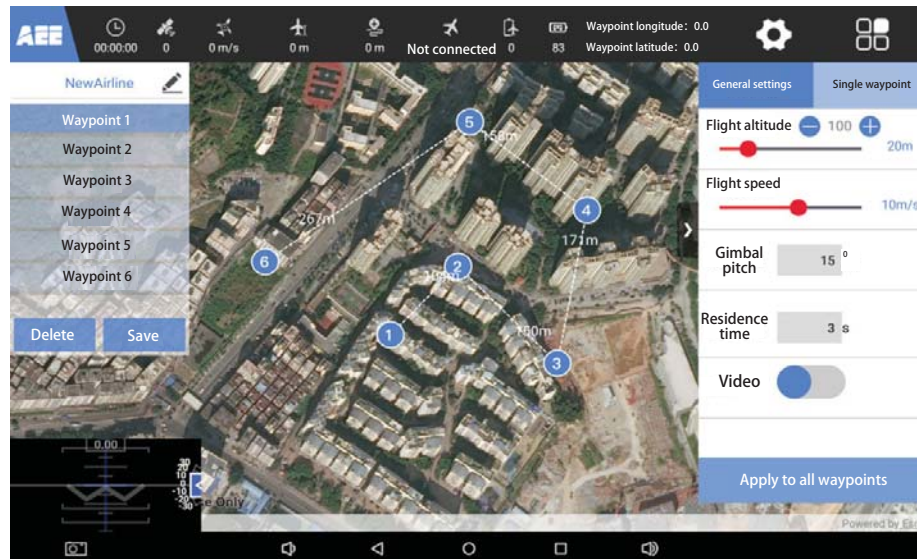 AEE
00:00:00
0
0 m/s
0 m
0 m
Not connected
0
83
Waypoint longitude: 0.0
Waypoint latitude: 0.0
NewAirline
Waypoint 1
Waypoint 2
Waypoint 3
Waypoint 4
Waypoint 5
Waypoint 6
Delete
Save
5
158m
4
267m
171m
6
2
1
150m
3
General settings
Single waypoint
Flight altitude
100
20m
Flight speed
10m/s
Gimbal
pitch
15 °
Residence
time
3 s
Video
Apply to all waypoints
0.00
30
20
10
0
-10
-20
-30
e Only
Powered by Es